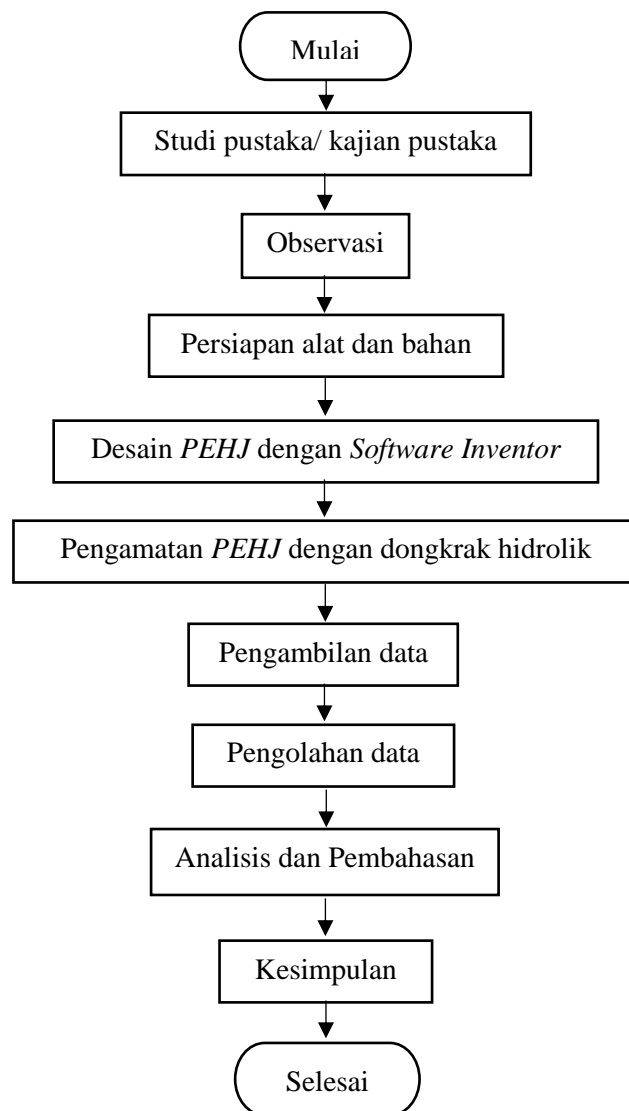 Mulai
Studi pustaka/ kajian pustaka
Observasi
Persiapan alat dan bahan
Desain PEHJ dengan Software Inventor
Pengamatan PEHJ dengan dongkrak hidrolik
Pengambilan data
Pengolahan data
Analisis dan Pembahasan
Kesimpulan
Selesai